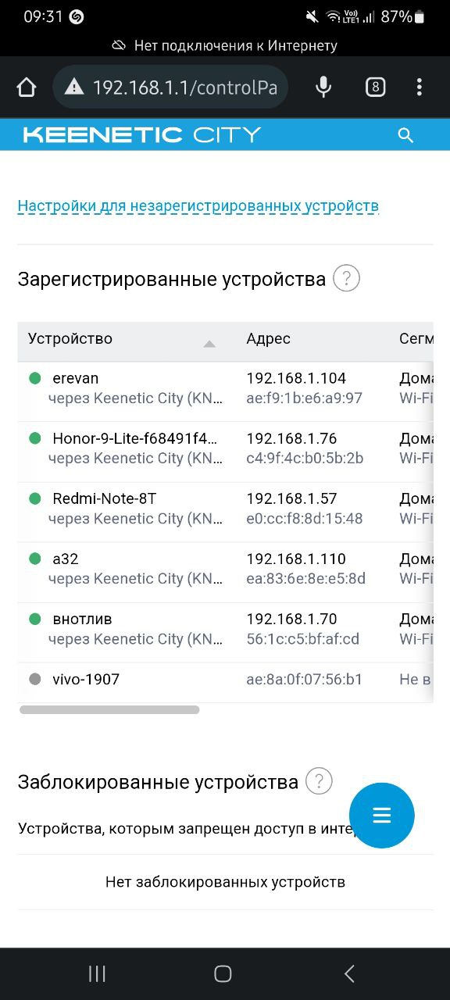 09:31 Vo)) LTE1 87%
Нет подключения к Интернету
192.168.1.1/controlPa 8
KEENETIC CITY
Настройки для незарегистрированных устройств
Зарегистрированные устройства ?
Устройство Адрес Сегм
erevan 192.168.1.104 Дома
через Keenetic City (KN... ae:f9:1b:e6:a9:97 Wi-Fi
Honor-9-Lite-f68491f4... 192.168.1.76 Дома
через Keenetic City (KN... c4:9f:4c:b0:5b:2b Wi-Fi
Redmi-Note-8T 192.168.1.57 Дома
через Keenetic City (KN... e0:cc:f8:8d:15:48 Wi-Fi
a32 192.168.1.110 Дома
через Keenetic City (KN... ea:83:6e:8e:e5:8d Wi-Fi
внотлив 192.168.1.70 Дома
через Keenetic City (KN... 56:1c:c5:bf:af:cd Wi-Fi
vivo-1907 ae:8a:0f:07:56:b1 Не в
Заблокированные устройства ?
Устройства, которым запрещен доступ в инте
Нет заблокированных устройств